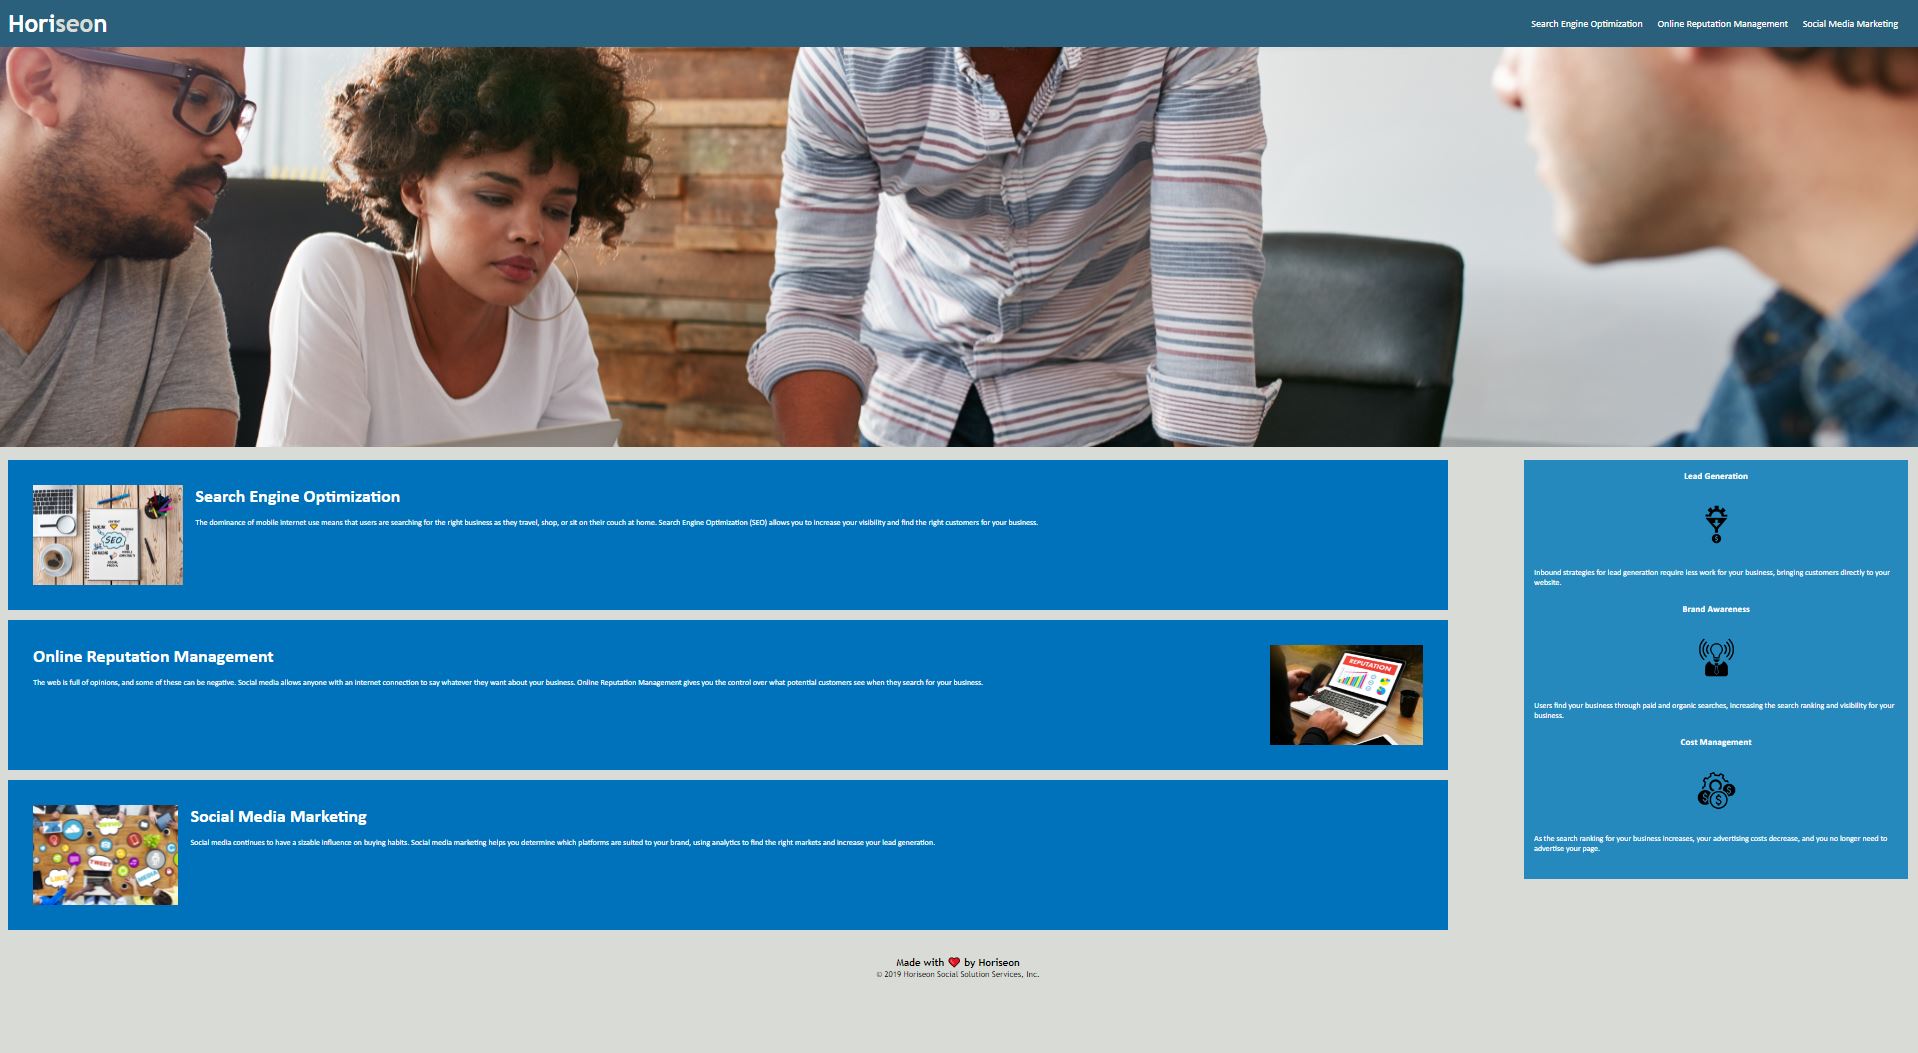 Horiseon
Search Engine Optimization Online Reputation Management Social Media Marketing
Search Engine Optimization
The dominance of mobile internet use means that users are searching for the right business as they travel, shop, or sit on their couch at home. Search Engine Optimization (SEO) allows you to increase your visibility and find the right customers for your business.
SEO
Online Reputation Management
The web is full of opinions, and some of these can be negative. Social media allows anyone with an internet connection to say whatever they want about your business. Online Reputation Management gives you the control over what potential customers see when they search for your business.
REPUTATION
Social Media Marketing
Social media continues to have a sizable influence on buying habits. Social media marketing helps you determine which platforms are suited to your brand, using analytics to find the right markets and increase your lead generation.
TWEET
LIKE
MEDIA
Lead Generation
Inbound strategies for lead generation require less work for your business, bringing customers directly to your
website.
Brand Awareness
Users find your business through paid and organic searches, increasing the search ranking and visibility for your
business.
Cost Management
As the search ranking for your business increases, your advertising costs decrease, and you no longer need to
advertise your page.
Made with ❤️ by Horiseon
© 2019 Horiseon Social Solution Services, Inc.